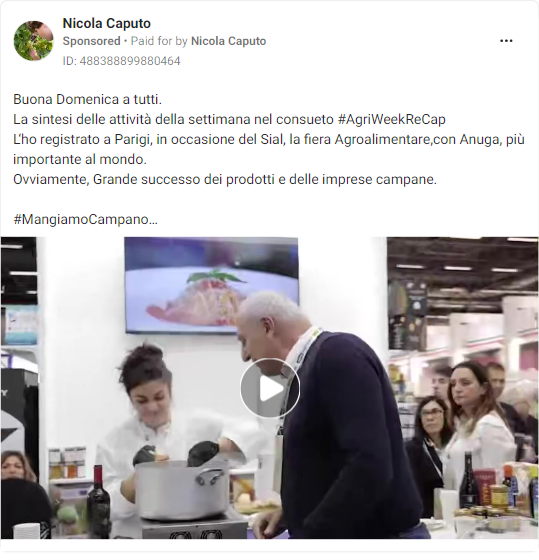 Nicola Caputo
Sponsored • Paid for by Nicola Caputo
ID: 488388899880464
Buona Domenica a tutti.
La sintesi delle attività della settimana nel consueto #AgriWeekReCap
L'ho registrato a Parigi, in occasione del Sial, la fiera Agroalimentare,con Anuga, più
importante al mondo.
Ovviamente, Grande successo dei prodotti e delle imprese campane.
#MangiamoCampano...